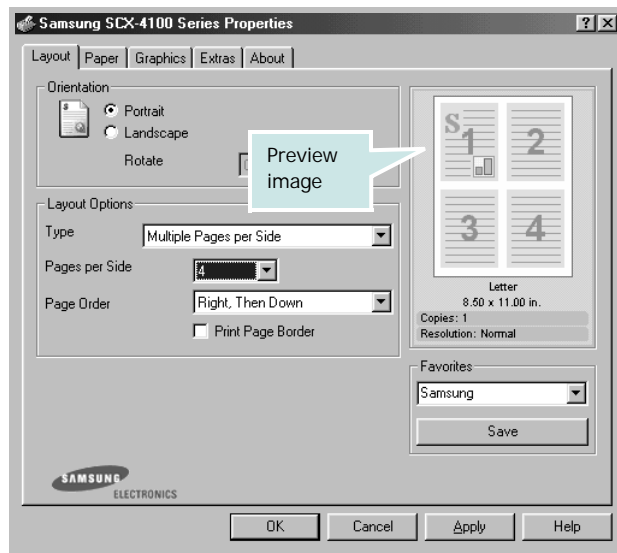 Samsung SCX-4100 Series Properties
Layout Paper Graphics Extras About
Orientation
Portrait
Landscape
Rotate
Preview
image
S
1 2
3 4
Letter
8.50 x 11.00 in.
Copies: 1
Resolution: Normal
Layout Options
Type Multiple Pages per Side
Pages per Side 4
Page Order Right, Then Down
Print Page Border
Favorites
Samsung
Save
SAMSUNG
ELECTRONICS
OK Cancel Apply Help